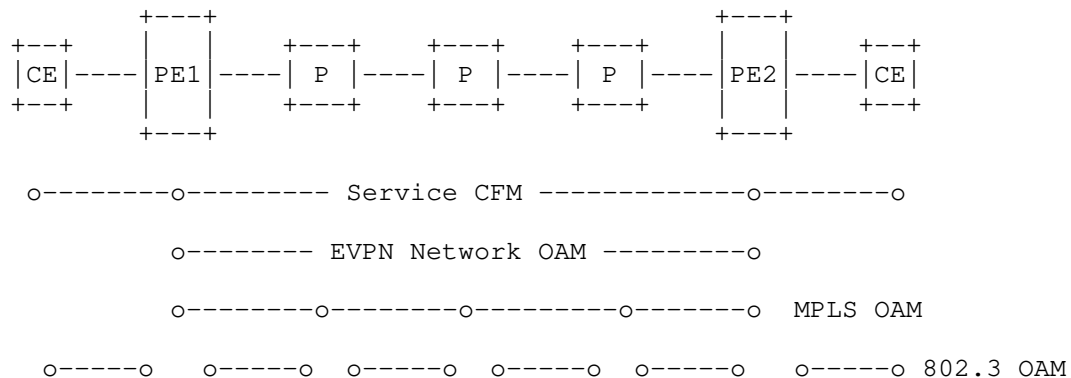 CE PE1 P P P PE2 CE
Service CFM
EVPN Network OAM
MPLS OAM
802.3 OAM